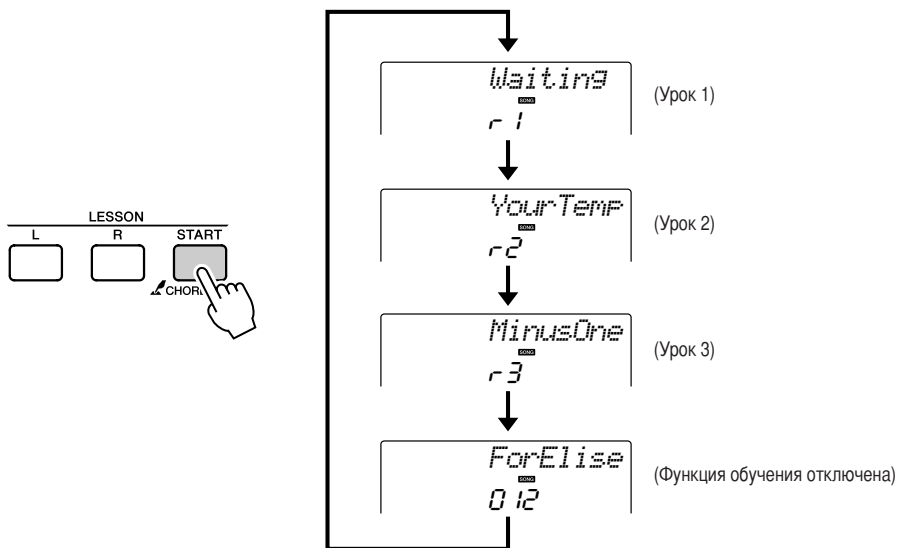 Waiting
SONG
r1
(Урок 1)
YourTemp
SONG
r2
(Урок 2)
LESSON
L R START
CHORD
MinusOne
SONG
r3
(Урок 3)
ForElise
SONG
012
(Функция обучения отключена)